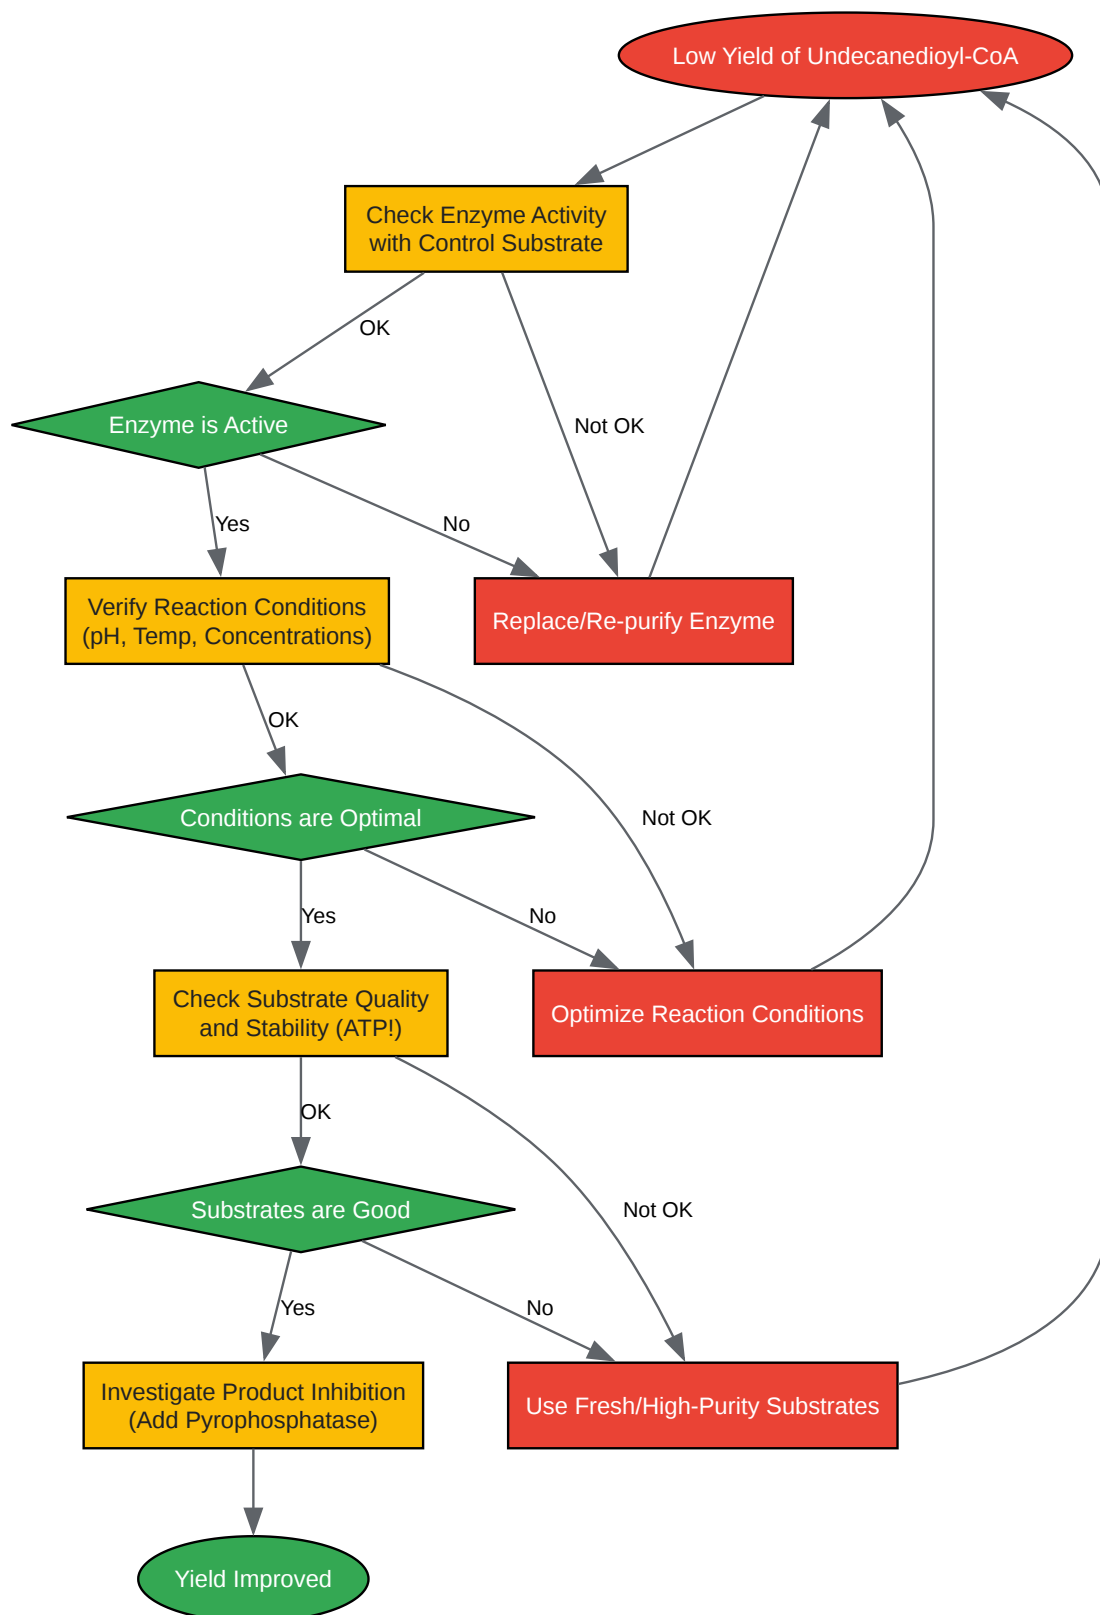 Low Yield of Undecanedioyl-CoA
Check Enzyme Activity
with Control Substrate
OK
Enzyme is Active
Not OK
Yes
No
Verify Reaction Conditions
(pH, Temp, Concentrations)
Replace/Re-purify Enzyme
OK
Conditions are Optimal
Not OK
Yes
No
Check Substrate Quality
and Stability (ATP!)
Optimize Reaction Conditions
OK
Substrates are Good
Not OK
Yes
No
Investigate Product Inhibition
(Add Pyrophosphatase)
Use Fresh/High-Purity Substrates
Yield Improved